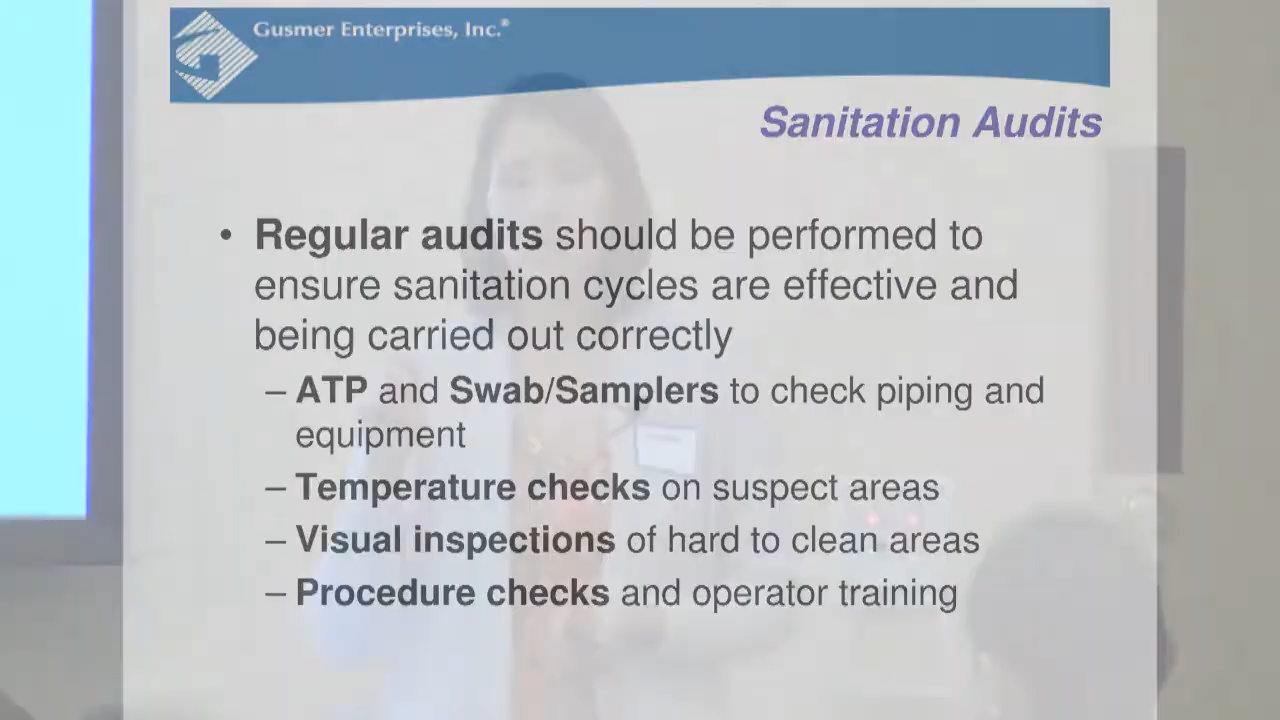 Gusmer Enterprises, Inc.®
Sanitation Audits
• Regular audits should be performed to
ensure sanitation cycles are effective and
being carried out correctly
– ATP and Swab/Samplers to check piping and
equipment
– Temperature checks on suspect areas
– Visual inspections of hard to clean areas
– Procedure checks and operator training